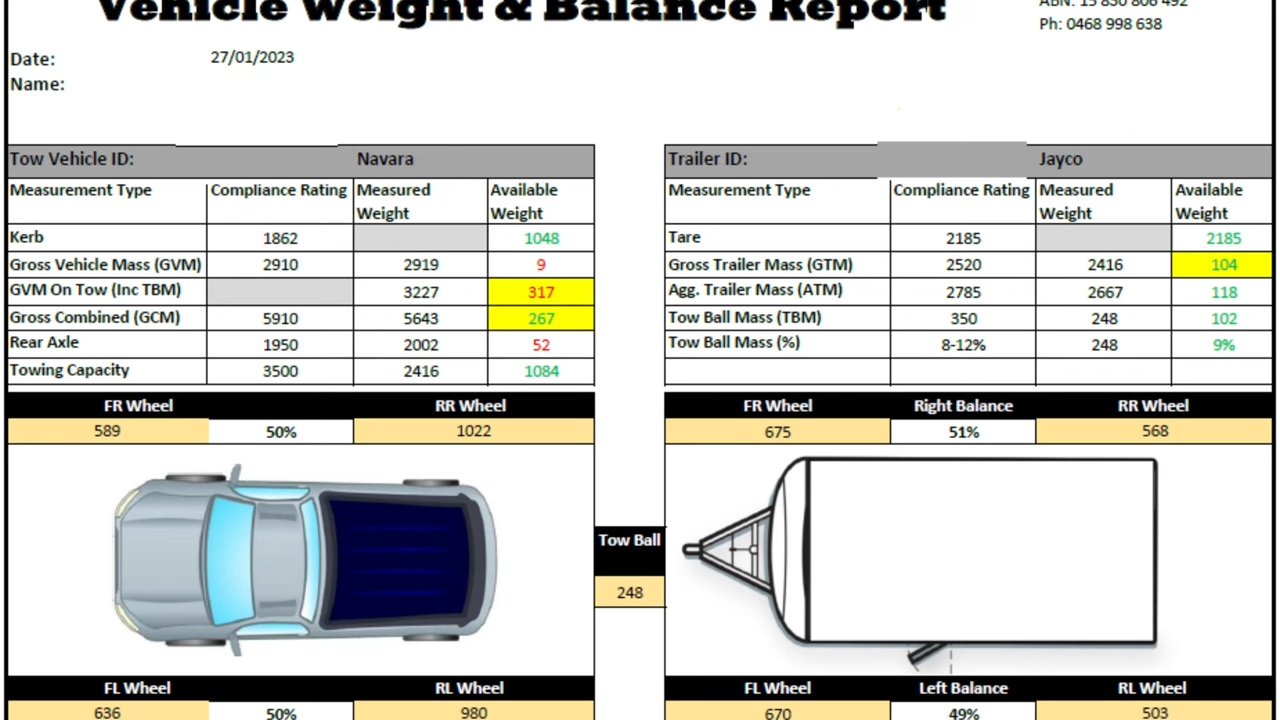 Vehicle Weight & Balance Report
ABN: 15 830 806 492
Ph: 0468 998 638
Date: 27/01/2023
Name:
Tow Vehicle ID: Navara
Measurement Type Compliance Rating Measured Weight Available Weight
Kerb 1862 1048
Gross Vehicle Mass (GVM) 2910 2919 9
GVM On Tow (Inc TBM) 3227 317
Gross Combined (GCM) 5910 5643 267
Rear Axle 1950 2002 52
Towing Capacity 3500 2416 1084
FR Wheel RR Wheel
589 50% 1022
FL Wheel RL Wheel
636 50% 980
Tow Ball
248
Trailer ID: Jayco
Measurement Type Compliance Rating Measured Weight Available Weight
Tare 2185 2185
Gross Trailer Mass (GTM) 2520 2416 104
Agg. Trailer Mass (ATM) 2785 2667 118
Tow Ball Mass (TBM) 350 248 102
Tow Ball Mass (%) 8-12% 248 9%
FR Wheel Right Balance RR Wheel
675 51% 568
FL Wheel Left Balance RL Wheel
670 49% 503